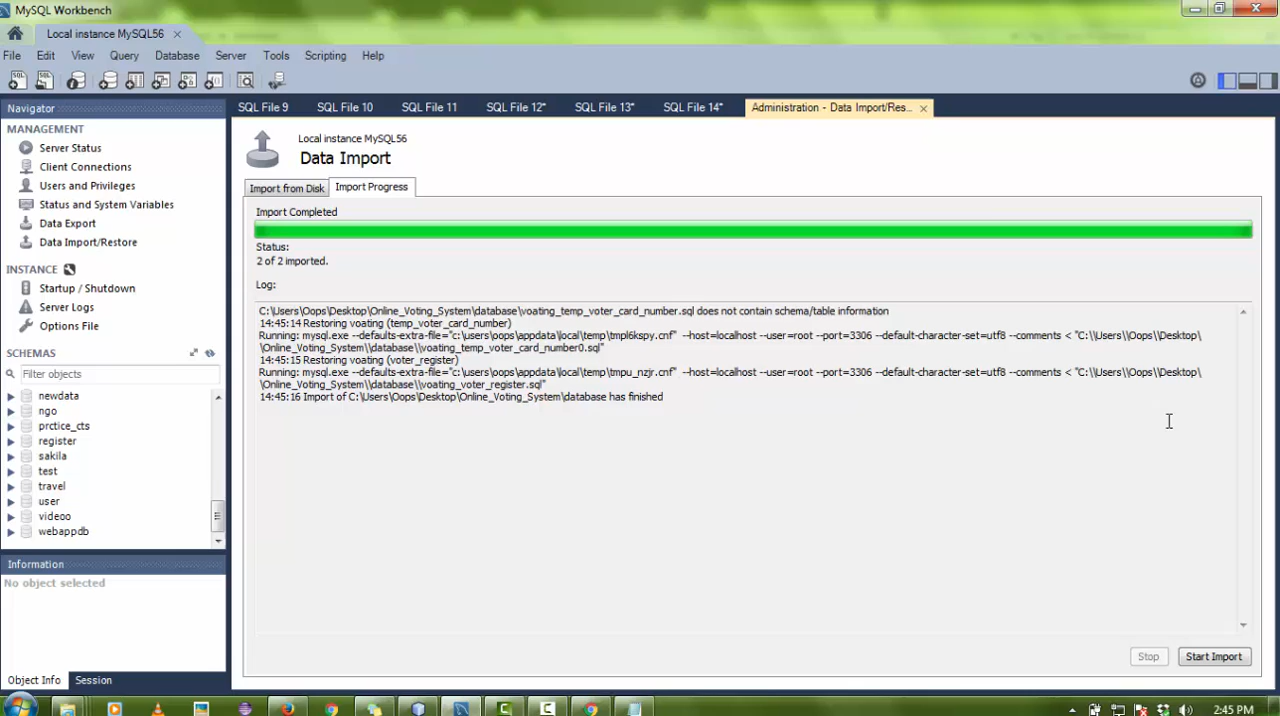 MySQL Workbench
Local instance MySQL56
File Edit View Query Database Server Tools Scripting Help
Navigator
MANAGEMENT
Server Status
Client Connections
Users and Privileges
Status and System Variables
Data Export
Data Import/Restore
INSTANCE
Startup / Shutdown
Server Logs
Options File
SCHEMAS
Filter objects
newdata
ngo
prctice_cts
register
sakila
test
travel
user
videoo
webappdb
Information
No object selected
Object Info Session
SQL File 9 SQL File 10 SQL File 11 SQL File 12* SQL File 13* SQL File 14* Administration - Data Import/Res...
Local instance MySQL56
Data Import
Import from Disk Import Progress
Import Completed
Status:
2 of 2 imported.
Log:
C:\Users\Oops\Desktop\Online_Voting_System\database\voating_temp_voter_card_number.sql does not contain schema/table information
14:45:14 Restoring voating (temp_voter_card_number)
Running: mysql.exe --defaults-extra-file="c:\users\oops\appdata\local\temp\tmpl6kspy.cnf" --host=localhost --user=root --port=3306 --default-character-set=utf8 --comments < "C:\\Users\\Oops\\Desktop\
\Online_Voting_System\\database\\voating_temp_voter_card_number0.sql"
14:45:15 Restoring voating (voter_register)
Running: mysql.exe --defaults-extra-file="c:\users\oops\appdata\local\temp\tmpu_nzjr.cnf" --host=localhost --user=root --port=3306 --default-character-set=utf8 --comments < "C:\\Users\\Oops\\Desktop\
\Online_Voting_System\\database\\voating_voter_register.sql"
14:45:16 Import of C:\Users\Oops\Desktop\Online_Voting_System\database has finished
Stop Start Import
2:45 PM